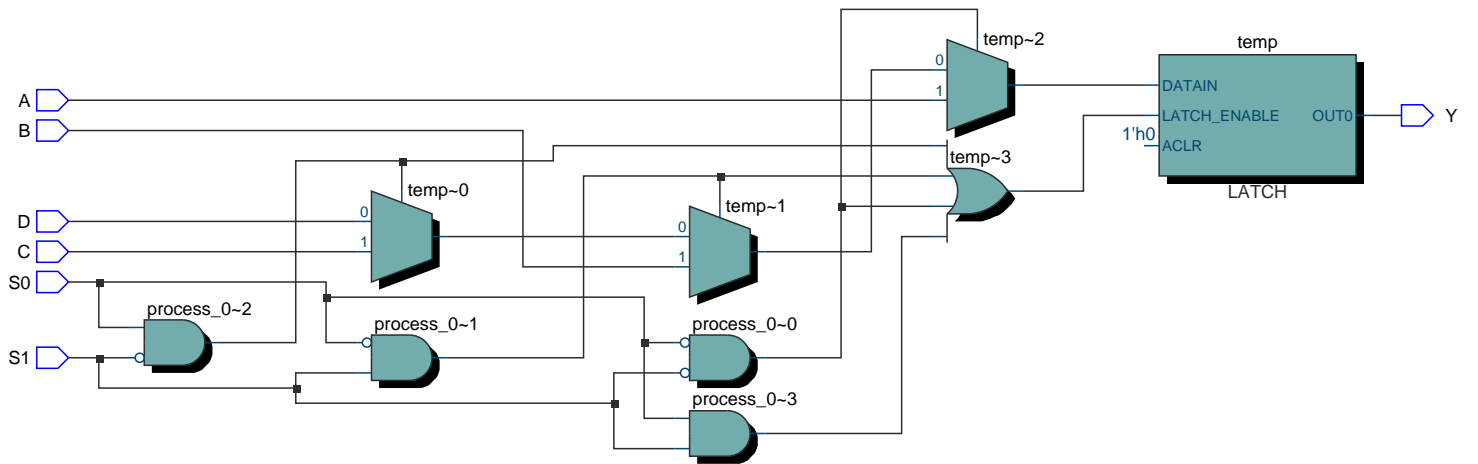 temp~2
temp
0
A
1
DATAIN
B
LATCH_ENABLE
OUT0
Y
1'h0
ACLR
temp~3
temp~0
LATCH
temp~1
D
0
0
C
1
1
S0
process_0~2
process_0~1
process_0~0
S1
process_0~3